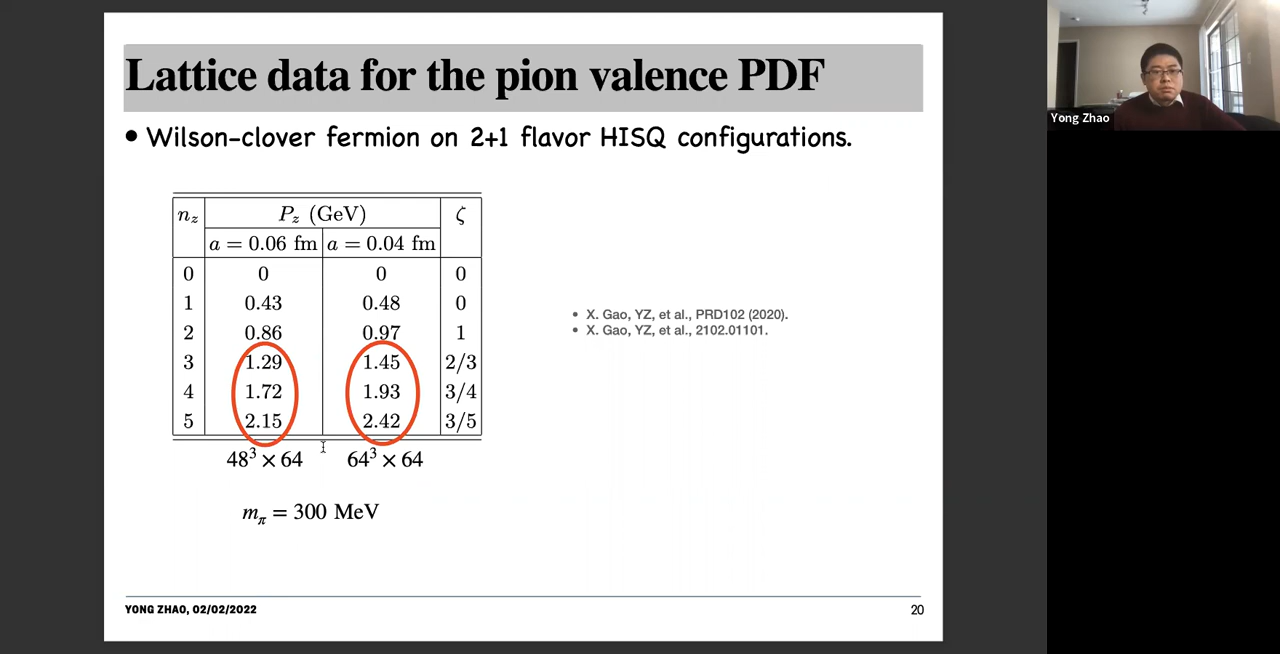 Lattice data for the pion valence PDF
• Wilson-clover fermion on 2+1 flavor HISQ configurations.
n_z P_z (GeV) ζ
a = 0.06 fm a = 0.04 fm
0 0 0 0
1 0.43 0.48 0
2 0.86 0.97 1
3 1.29 1.45 2/3
4 1.72 1.93 3/4
5 2.15 2.42 3/5
48³ × 64 64³ × 64
m_π = 300 MeV
• X. Gao, YZ, et al., PRD102 (2020).
• X. Gao, YZ, et al., 2102.01101.
YONG ZHAO, 02/02/2022 20
Yong Zhao